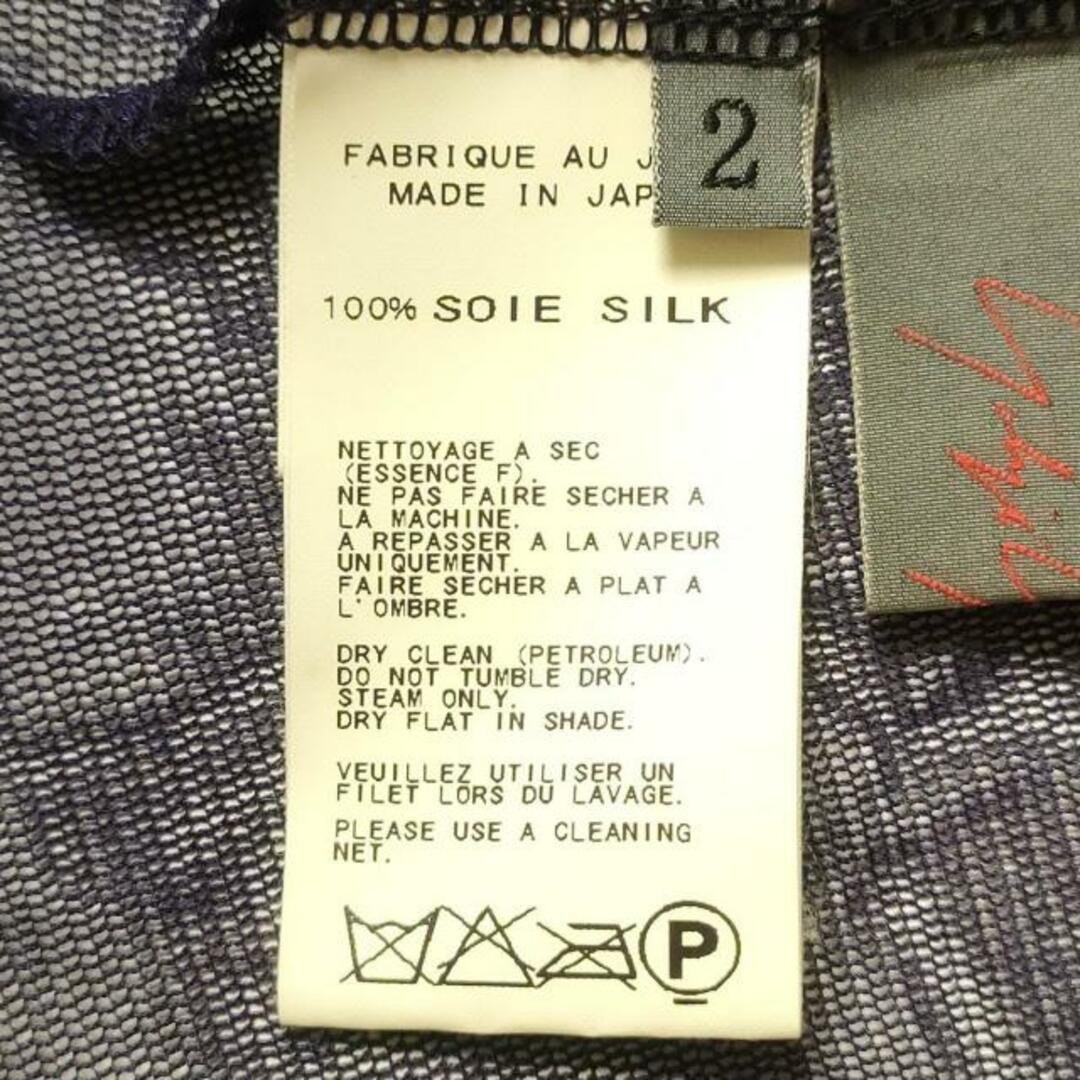 2
FABRIQUE AU J
MADE IN JAP
100% SOIE SILK
NETTOYAGE A SEC
(ESSENCE F).
NE PAS FAIRE SECHER A
LA MACHINE.
A REPASSER A LA VAPEUR
UNIQUEMENT.
FAIRE SECHER A PLAT A
L'OMBRE.
DRY CLEAN (PETROLEUM).
DO NOT TUMBLE DRY.
STEAM ONLY.
DRY FLAT IN SHADE.
VEUILLEZ UTILISER UN
FILET LORS DU LAVAGE.
PLEASE USE A CLEANING
NET.
P